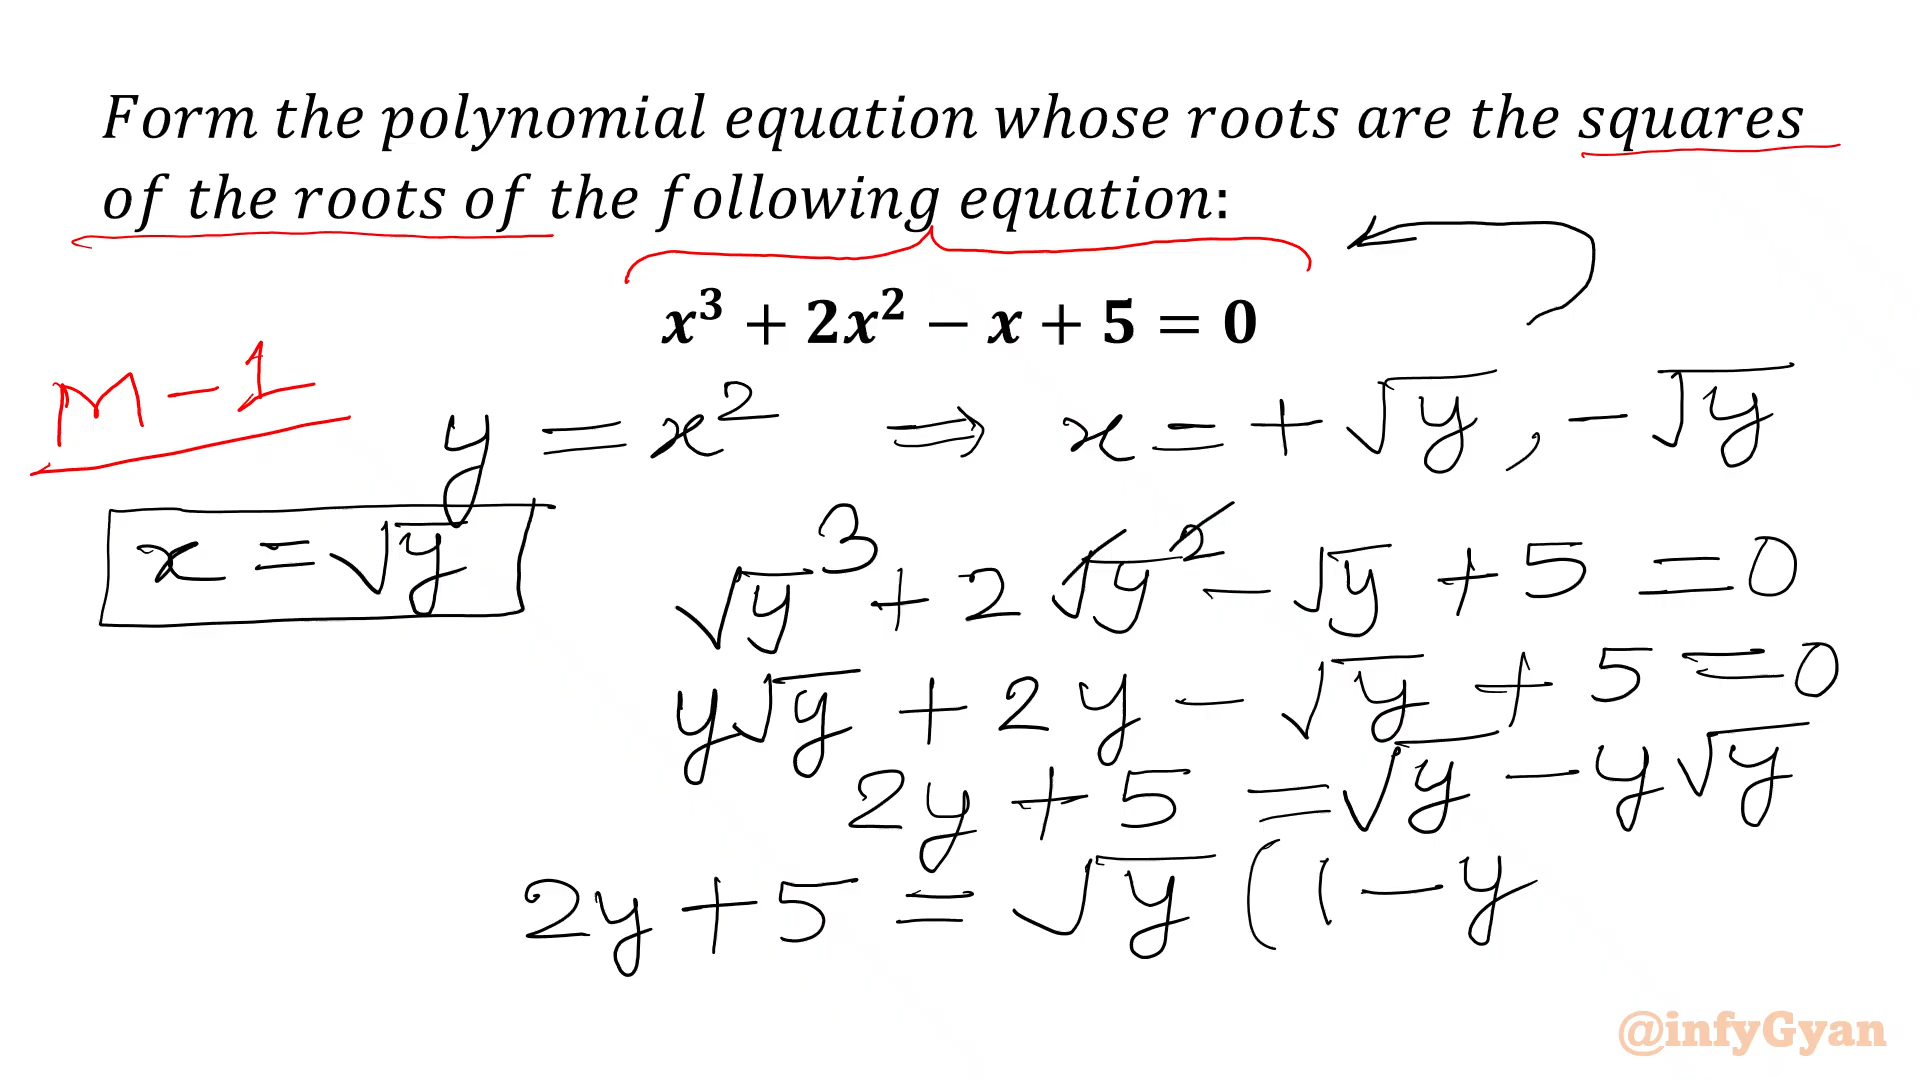 Form the polynomial equation whose roots are the squares
of the roots of the following equation:
x³ + 2x² − x + 5 = 0
M − 1
y = x² ⇒ x = + √y , − √y
x = √y
√y³ + 2 √y² − √y + 5 = 0
y√y + 2y − √y + 5 = 0
2y + 5 = √y − y√y
2y + 5 = √y (1 − y
@infyGyan